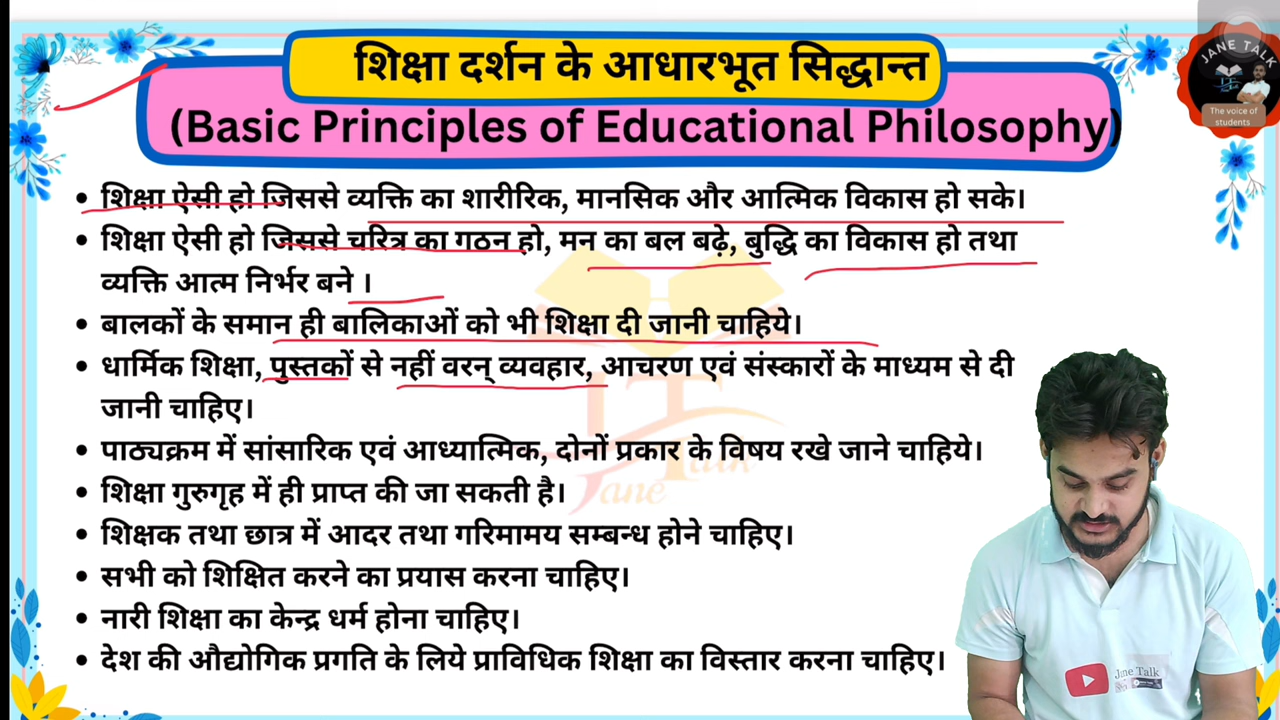 शिक्षा दर्शन के आधारभूत सिद्धान्त
(Basic Principles of Educational Philosophy)
JANE TALK
The voice of
students
• शिक्षा ऐसी हो जिससे व्यक्ति का शारीरिक, मानसिक और आत्मिक विकास हो सके।
• शिक्षा ऐसी हो जिससे चरित्र का गठन हो, मन का बल बढ़े, बुद्धि का विकास हो तथा
व्यक्ति आत्म निर्भर बने ।
• बालकों के समान ही बालिकाओं को भी शिक्षा दी जानी चाहिये।
• धार्मिक शिक्षा, पुस्तकों से नहीं वरन् व्यवहार, आचरण एवं संस्कारों के माध्यम से दी
जानी चाहिए।
• पाठ्यक्रम में सांसारिक एवं आध्यात्मिक, दोनों प्रकार के विषय रखे जाने चाहिये।
• शिक्षा गुरुगृह में ही प्राप्त की जा सकती है।
• शिक्षक तथा छात्र में आदर तथा गरिमामय सम्बन्ध होने चाहिए।
• सभी को शिक्षित करने का प्रयास करना चाहिए।
• नारी शिक्षा का केन्द्र धर्म होना चाहिए।
• देश की औद्योगिक प्रगति के लिये प्राविधिक शिक्षा का विस्तार करना चाहिए।
Jane Talk
Jane Talk